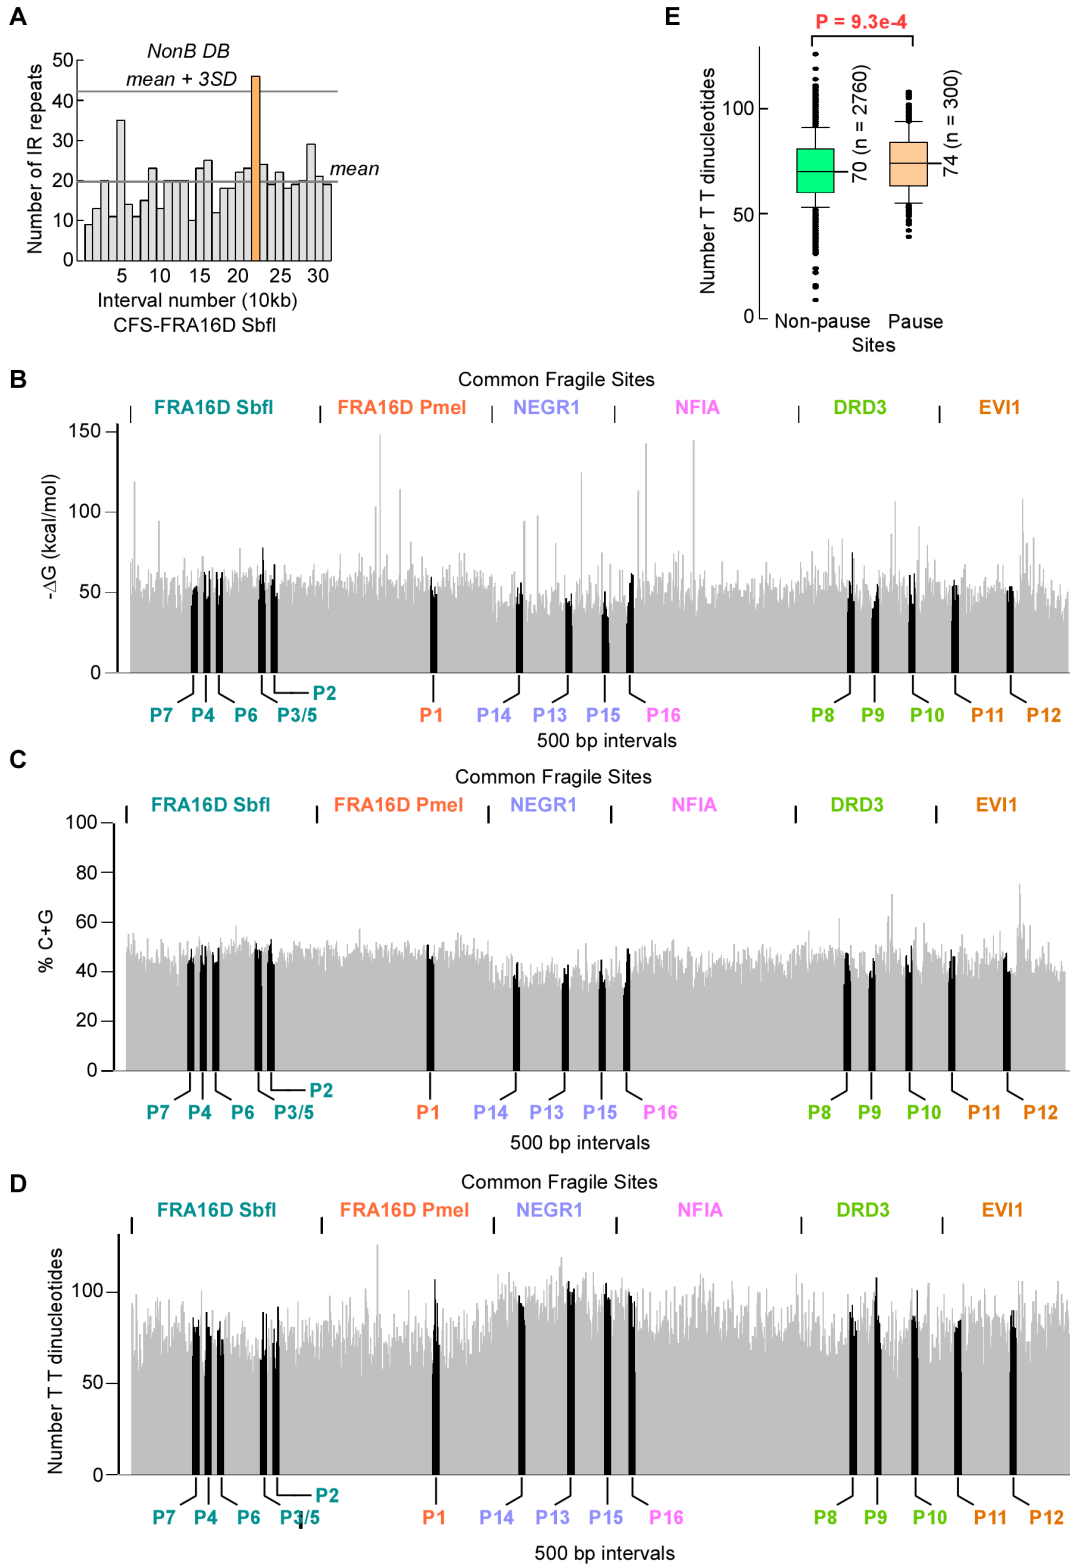 A
NonB DB
mean + 3SD
mean
Number of IR repeats
50
40
30
20
10
0
5 10 15 20 25 30
Interval number (10kb)
CFS-FRA16D SbfI
E
P = 9.3e-4
Number T T dinucleotides
100
50
0
70 (n = 2760)
74 (n = 300)
Non-pause Pause
Sites
B
Common Fragile Sites
FRA16D SbfI FRA16D PmeI NEGR1 NFIA DRD3 EVI1
-ΔG (kcal/mol)
150
100
50
0
P2
P7 P4 P6 P3/5 P1 P14 P13 P15 P16 P8 P9 P10 P11 P12
500 bp intervals
C
Common Fragile Sites
FRA16D SbfI FRA16D PmeI NEGR1 NFIA DRD3 EVI1
% C+G
100
80
60
40
20
0
P2
P7 P4 P6 P3/5 P1 P14 P13 P15 P16 P8 P9 P10 P11 P12
500 bp intervals
D
Common Fragile Sites
FRA16D SbfI FRA16D PmeI NEGR1 NFIA DRD3 EVI1
Number T T dinucleotides
100
50
0
P2
P7 P4 P6 P3/5 P1 P14 P13 P15 P16 P8 P9 P10 P11 P12
500 bp intervals